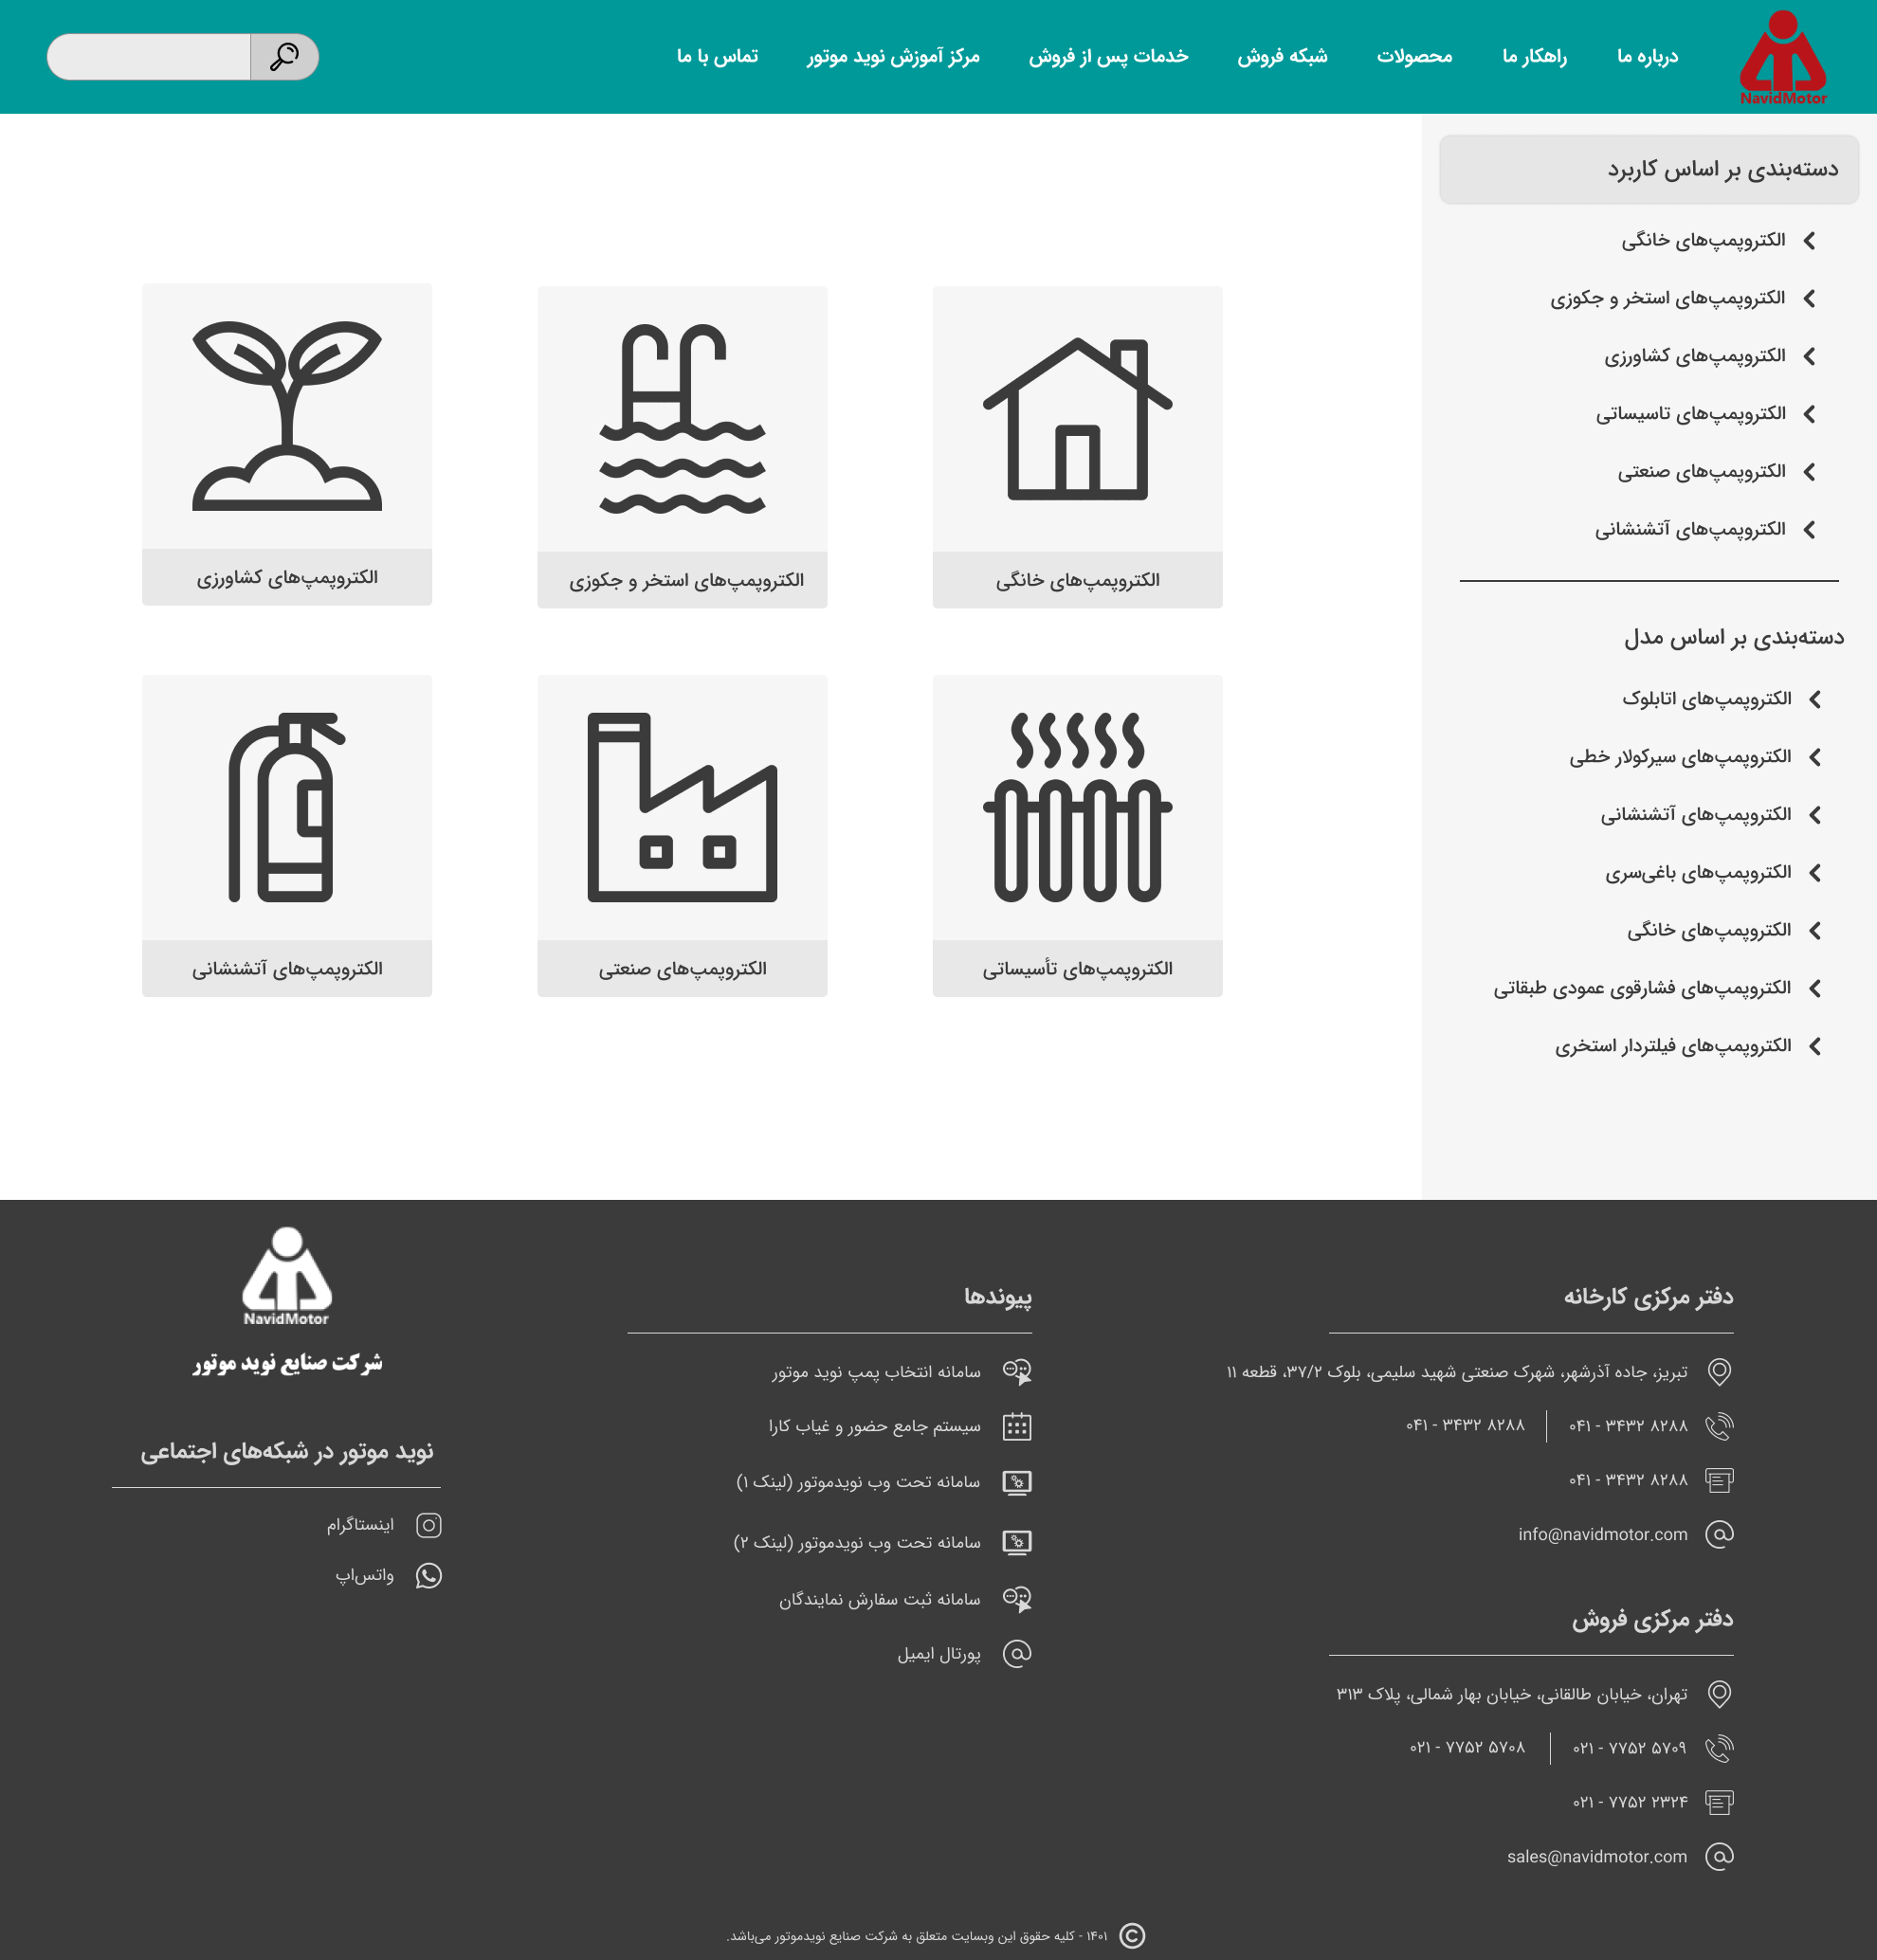 NavidMotor
درباره ما
راهکار ما
محصولات
شبکه فروش
خدمات پس از فروش
مرکز آموزش نوید موتور
تماس با ما
دسته‌بندی بر اساس کاربرد
الکتروپمپ‌های خانگی
الکتروپمپ‌های استخر و جکوزی
الکتروپمپ‌های کشاورزی
الکتروپمپ‌های تاسیساتی
الکتروپمپ‌های صنعتی
الکتروپمپ‌های آتشنشانی
دسته‌بندی بر اساس مدل
الکتروپمپ‌های اتابلوک
الکتروپمپ‌های سیرکولار خطی
الکتروپمپ‌های آتشنشانی
الکتروپمپ‌های باغی‌سری
الکتروپمپ‌های خانگی
الکتروپمپ‌های فشارقوی عمودی طبقاتی
الکتروپمپ‌های فیلتردار استخری
الکتروپمپ‌های خانگی
الکتروپمپ‌های استخر و جکوزی
الکتروپمپ‌های کشاورزی
الکتروپمپ‌های تأسیساتی
الکتروپمپ‌های صنعتی
الکتروپمپ‌های آتشنشانی
دفتر مرکزی کارخانه
تبریز، جاده آذرشهر، شهرک صنعتی شهید سلیمی، بلوک ۳۷/۲، قطعه ۱۱
۰۴۱ - ۳۴۳۲ ۸۲۸۸
۰۴۱ - ۳۴۳۲ ۸۲۸۸
۰۴۱ - ۳۴۳۲ ۸۲۸۸
info@navidmotor.com
دفتر مرکزی فروش
تهران، خیابان طالقانی، خیابان بهار شمالی، پلاک ۳۱۳
۰۲۱ - ۷۷۵۲ ۵۷۰۹
۰۲۱ - ۷۷۵۲ ۵۷۰۸
۰۲۱ - ۷۷۵۲ ۲۳۲۴
sales@navidmotor.com
پیوندها
سامانه انتخاب پمپ نوید موتور
سیستم جامع حضور و غیاب کارا
سامانه تحت وب نویدموتور (لینک ۱)
سامانه تحت وب نویدموتور (لینک ۲)
سامانه ثبت سفارش نمایندگان
پورتال ایمیل
NavidMotor
شرکت صنایع نوید موتور
نوید موتور در شبکه‌های اجتماعی
اینستاگرام
واتس‌اپ
۱۴۰۱ - کلیه حقوق این وبسایت متعلق به شرکت صنایع نویدموتور می‌باشد.